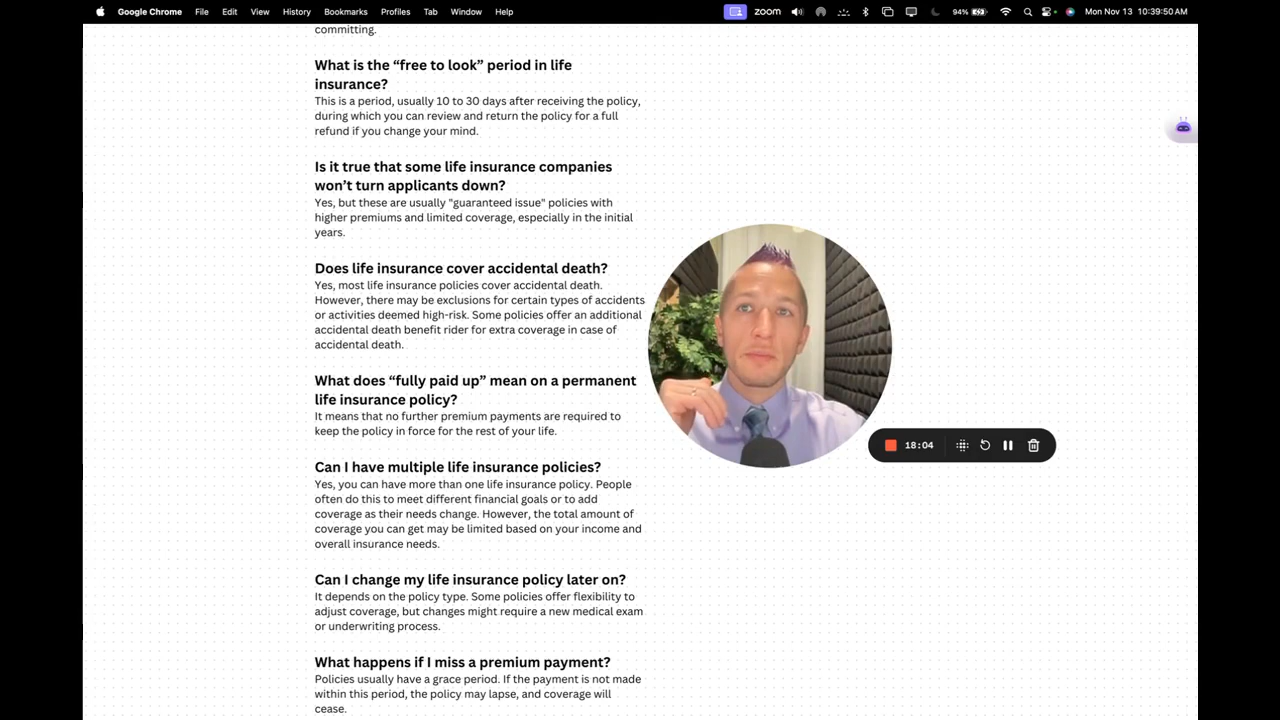 Google Chrome File Edit View History Bookmarks Profiles Tab Window Help zoom 94% Mon Nov 13 10:39:50 AM
committing.
What is the “free to look” period in life
insurance?
This is a period, usually 10 to 30 days after receiving the policy,
during which you can review and return the policy for a full
refund if you change your mind.
Is it true that some life insurance companies
won’t turn applicants down?
Yes, but these are usually "guaranteed issue" policies with
higher premiums and limited coverage, especially in the initial
years.
Does life insurance cover accidental death?
Yes, most life insurance policies cover accidental death.
However, there may be exclusions for certain types of accidents
or activities deemed high-risk. Some policies offer an additional
accidental death benefit rider for extra coverage in case of
accidental death.
What does “fully paid up” mean on a permanent
life insurance policy?
It means that no further premium payments are required to
keep the policy in force for the rest of your life.
18:04
Can I have multiple life insurance policies?
Yes, you can have more than one life insurance policy. People
often do this to meet different financial goals or to add
coverage as their needs change. However, the total amount of
coverage you can get may be limited based on your income and
overall insurance needs.
Can I change my life insurance policy later on?
It depends on the policy type. Some policies offer flexibility to
adjust coverage, but changes might require a new medical exam
or underwriting process.
What happens if I miss a premium payment?
Policies usually have a grace period. If the payment is not made
within this period, the policy may lapse, and coverage will
cease.